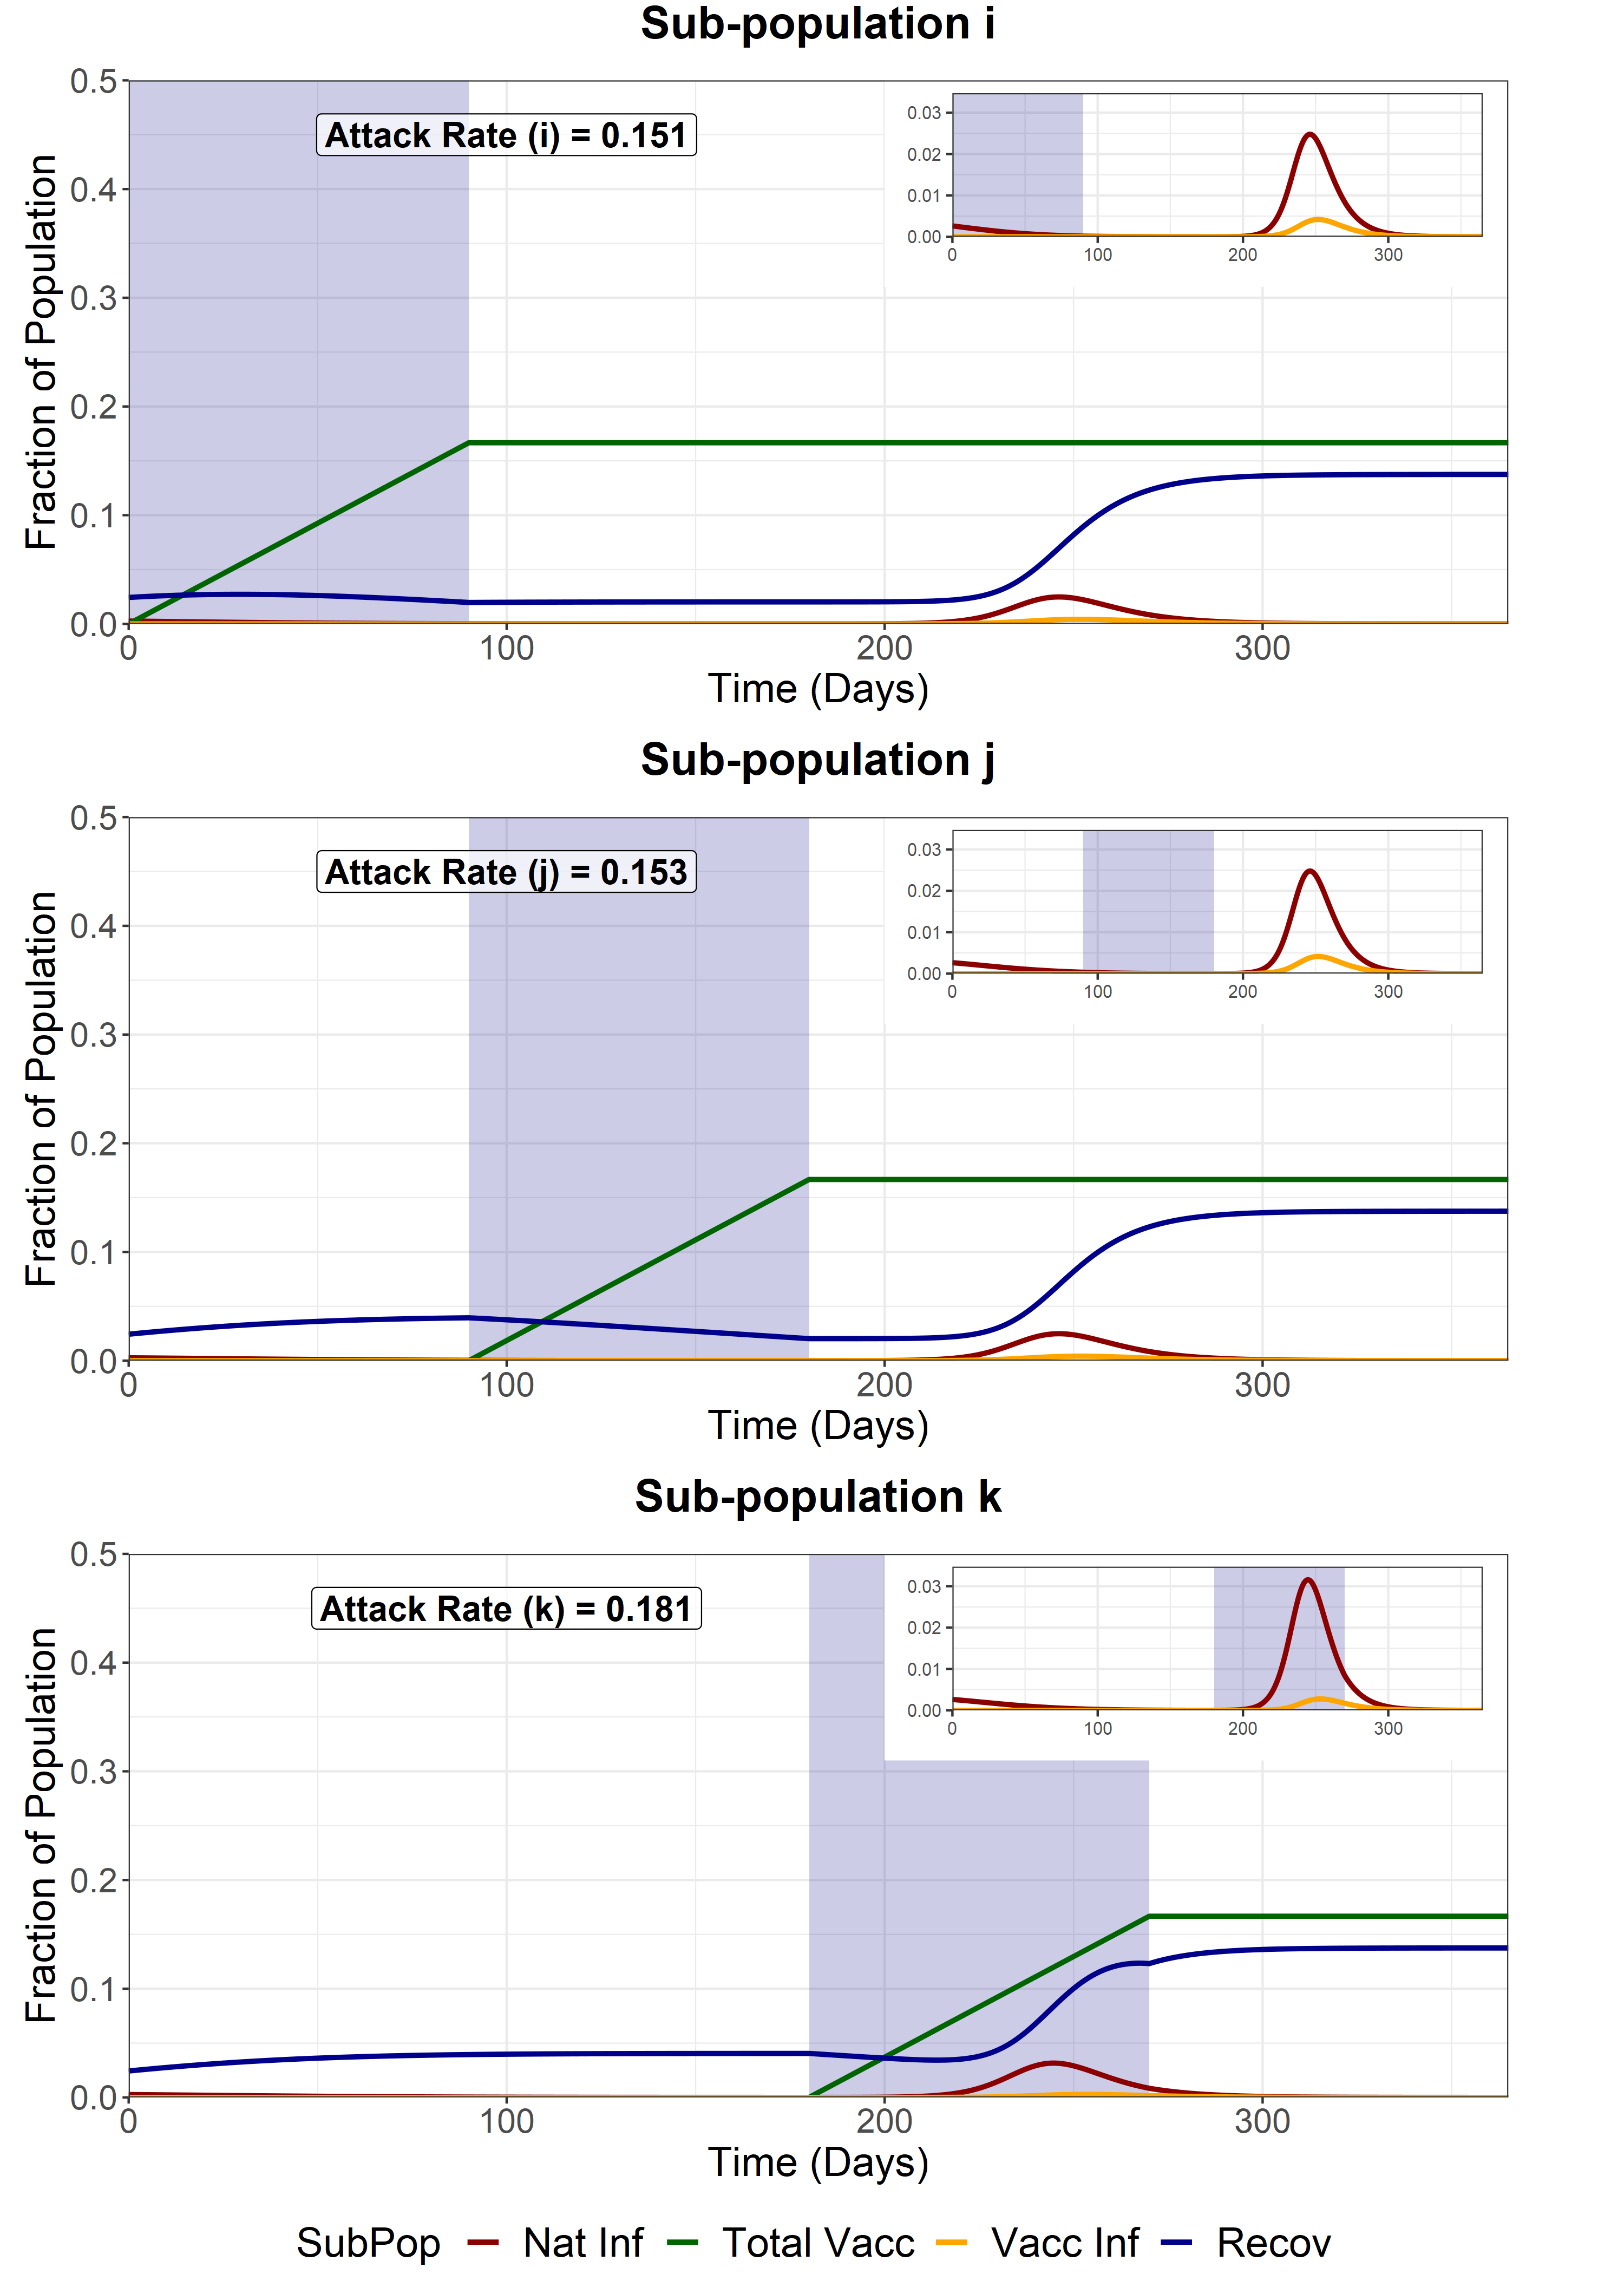 Sub-population i
Fraction of Population
0.5
0.4
0.3
0.2
0.1
0.0
Attack Rate (i) = 0.151
0.03
0.02
0.01
0.00
0 100 200 300
0 100 200 300
Time (Days)
Sub-population j
Fraction of Population
0.5
0.4
0.3
0.2
0.1
0.0
Attack Rate (j) = 0.153
0.03
0.02
0.01
0.00
0 100 200 300
0 100 200 300
Time (Days)
Sub-population k
Fraction of Population
0.5
0.4
0.3
0.2
0.1
0.0
Attack Rate (k) = 0.181
0.03
0.02
0.01
0.00
0 100 200 300
0 100 200 300
Time (Days)
SubPop Nat Inf Total Vacc Vacc Inf Recov